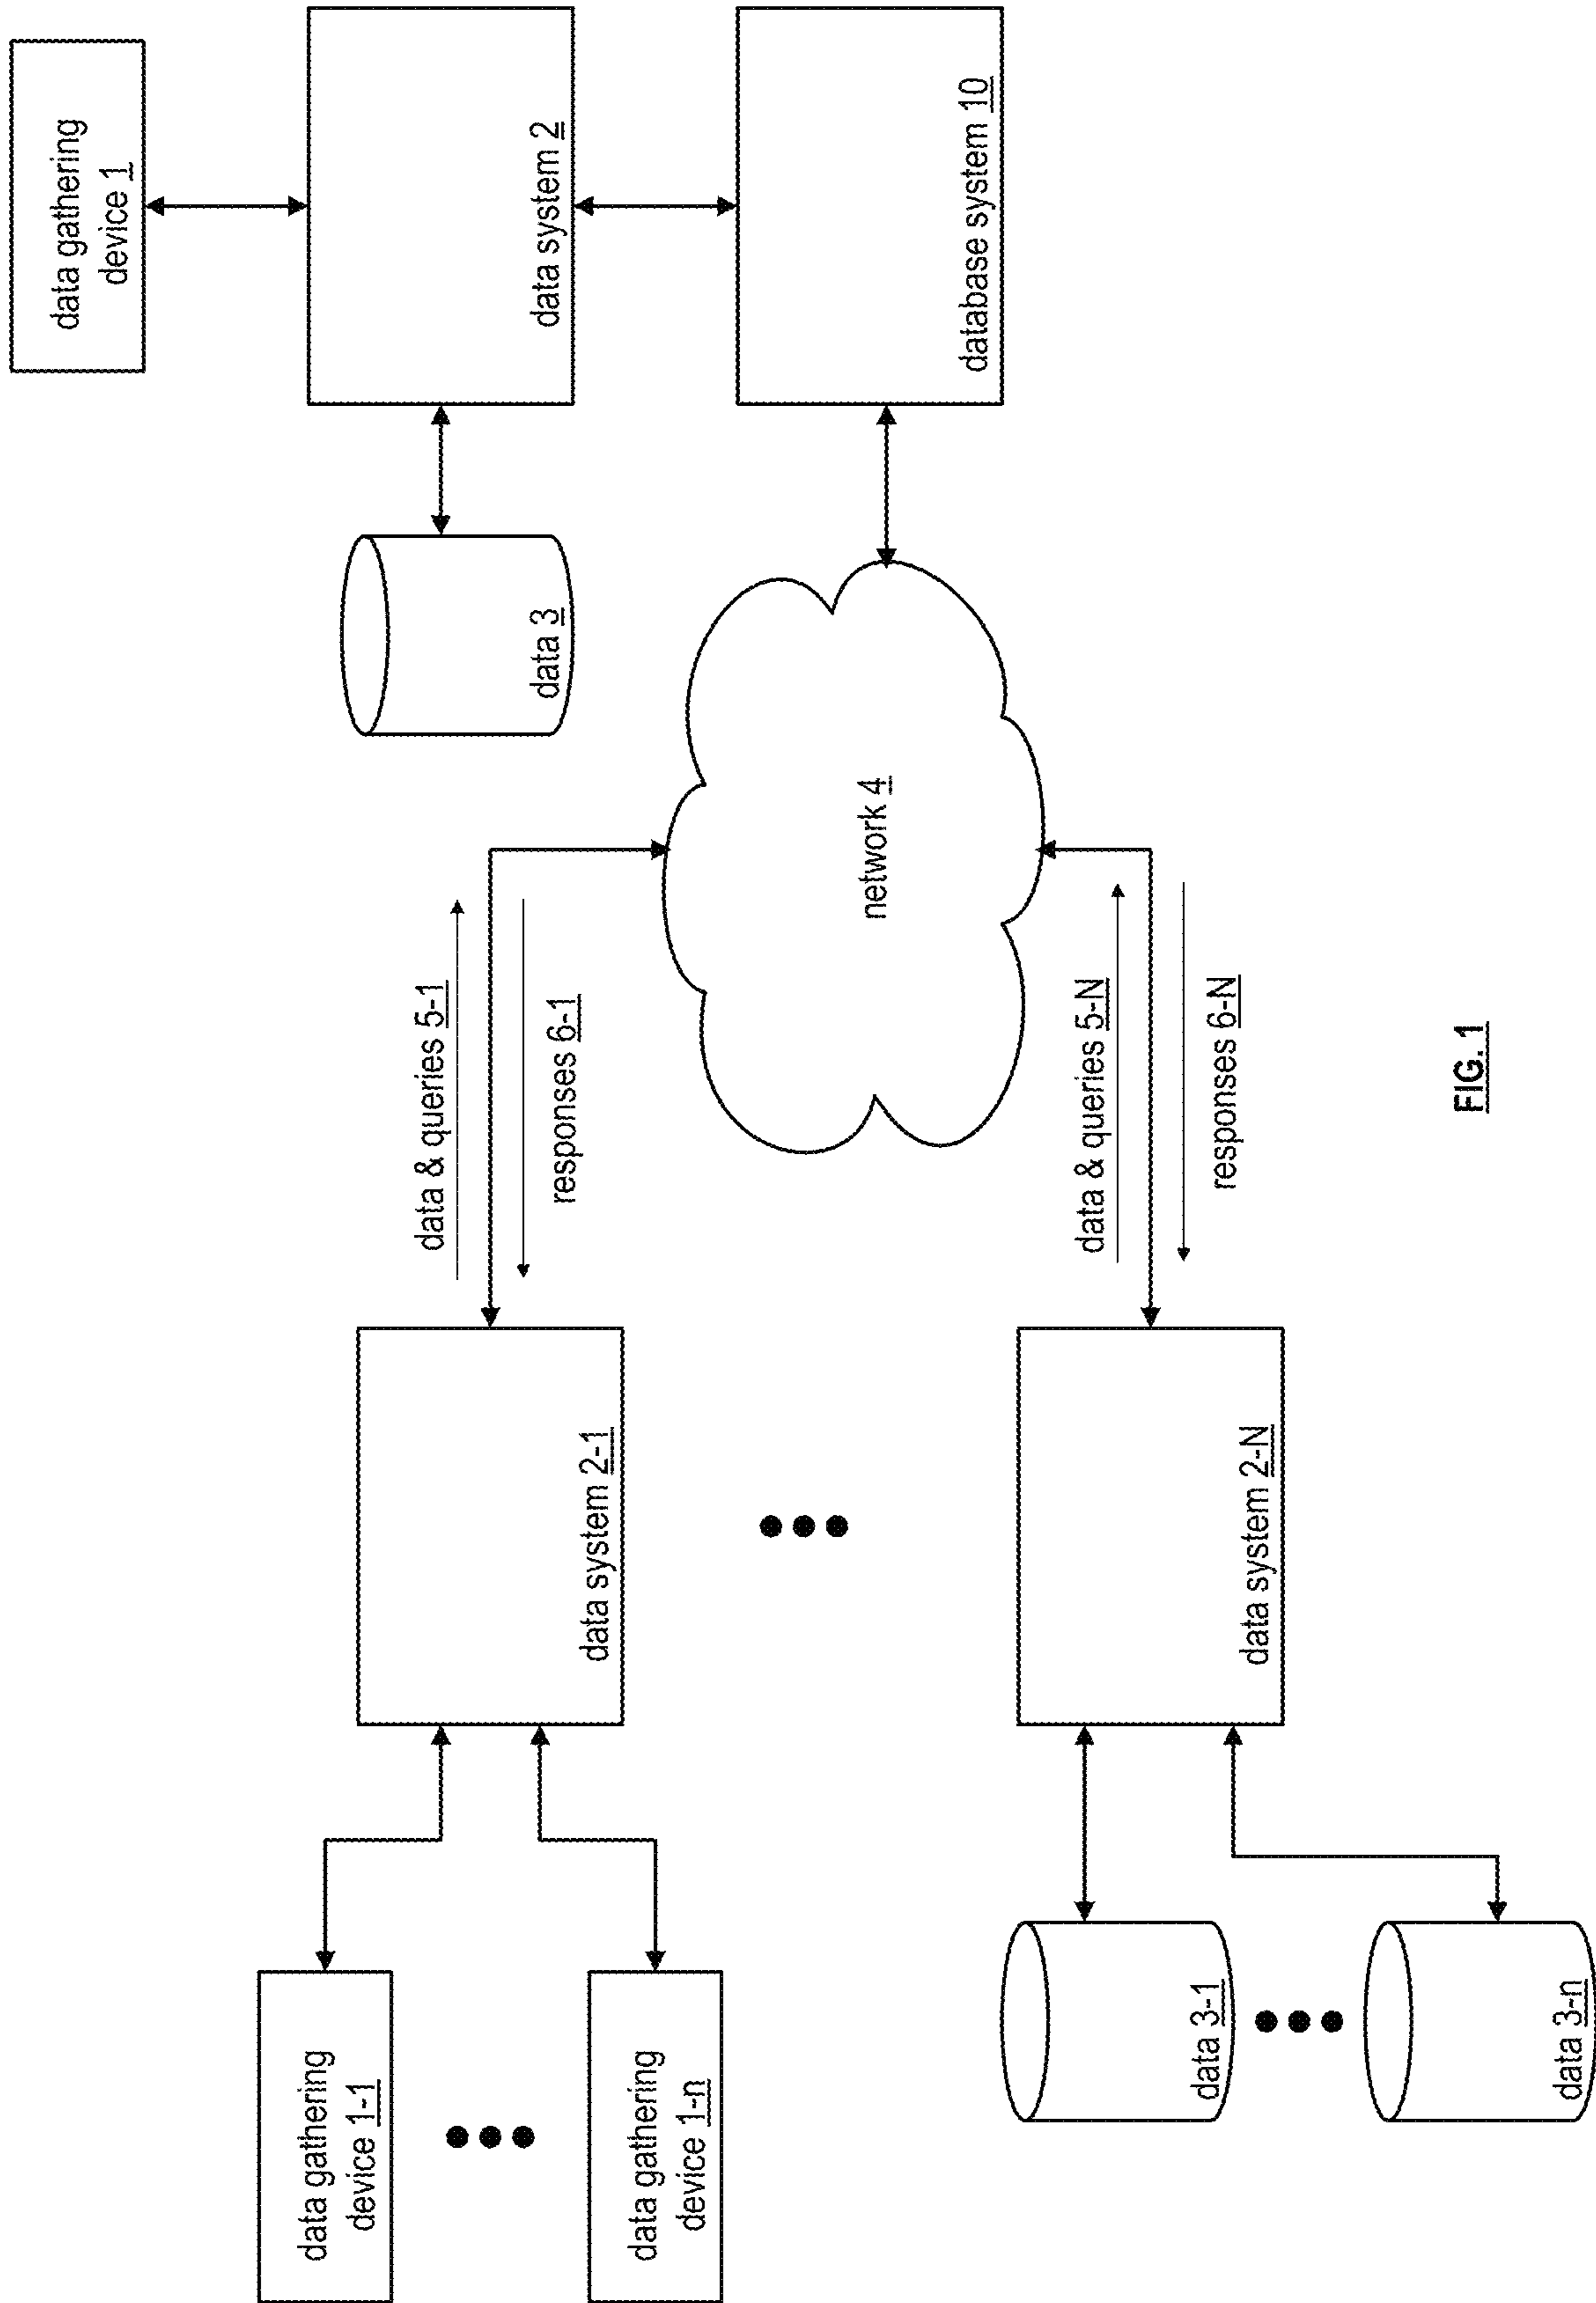 data gathering
device 1-1
data gathering
device 1-n
data system 2-1
data & queries 5-1
responses 6-1
data 3
data gathering
device 1
data system 2
network 4
database system 10
data 3-1
data 3-n
data system 2-N
data & queries 5-N
responses 6-N
FIG. 1